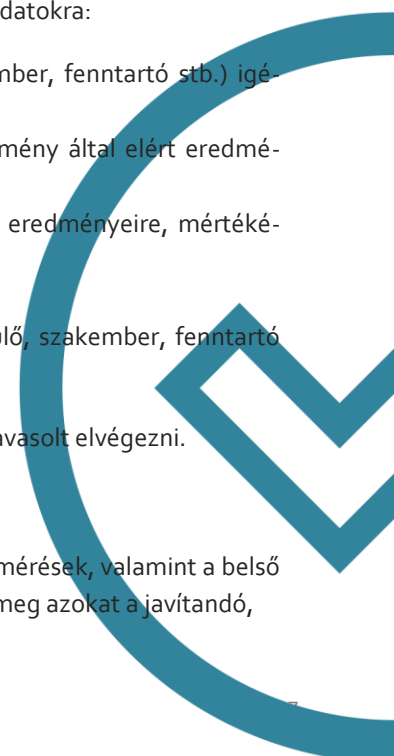 datokra:
mber, fenntartó stb.) igé-
mény által elért eredmé-
eredményeire, mértéké-
lő, szakember, fenntartó
avasolt elvégezni.
mérések, valamint a belső
meg azokat a javítandó,
7